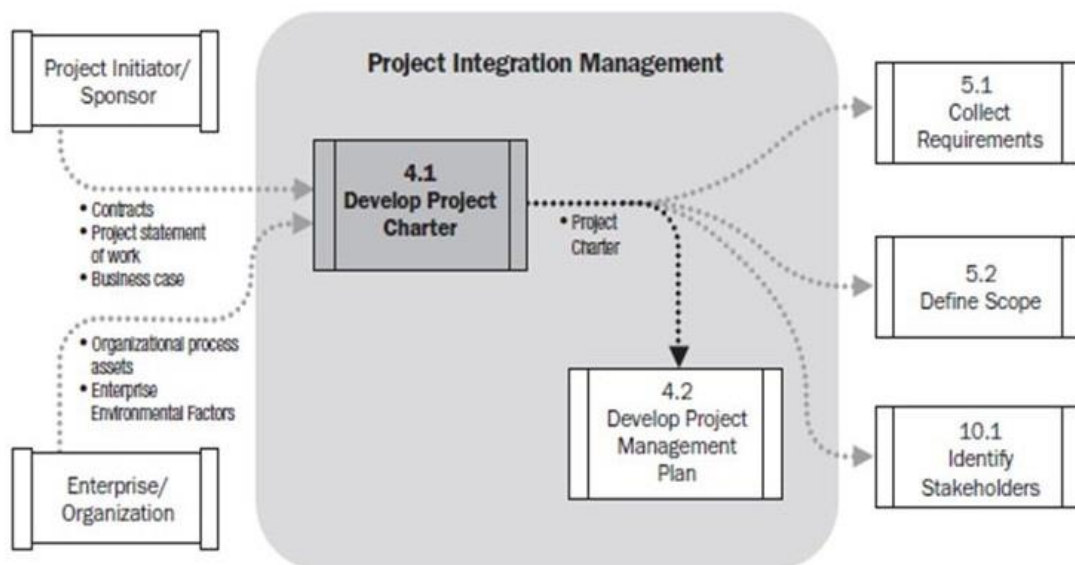 Project Initiator/
Sponsor
Project Integration Management
4.1
Develop Project
Charter
• Contracts
• Project statement
of work
• Business case
• Organizational process
assets
• Enterprise
Environmental Factors
Enterprise/
Organization
• Project
Charter
4.2
Develop Project
Management
Plan
5.1
Collect
Requirements
5.2
Define Scope
10.1
Identify
Stakeholders